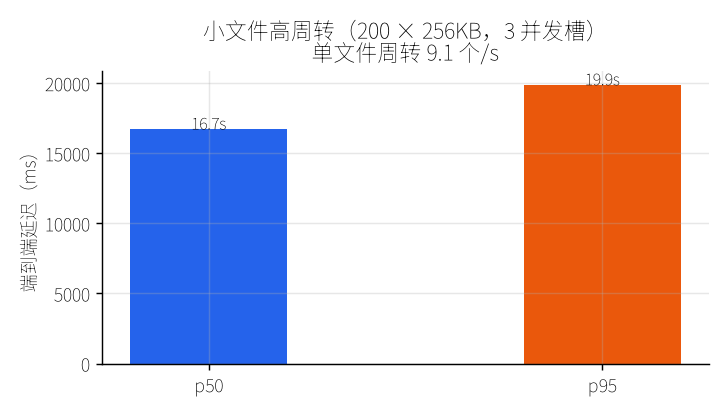 小文件高周转（200 × 256KB，3 并发槽）
单文件周转 9.1 个/s
端到端延迟（ms）
20000
15000
10000
5000
0
16.7s
19.9s
p50
p95